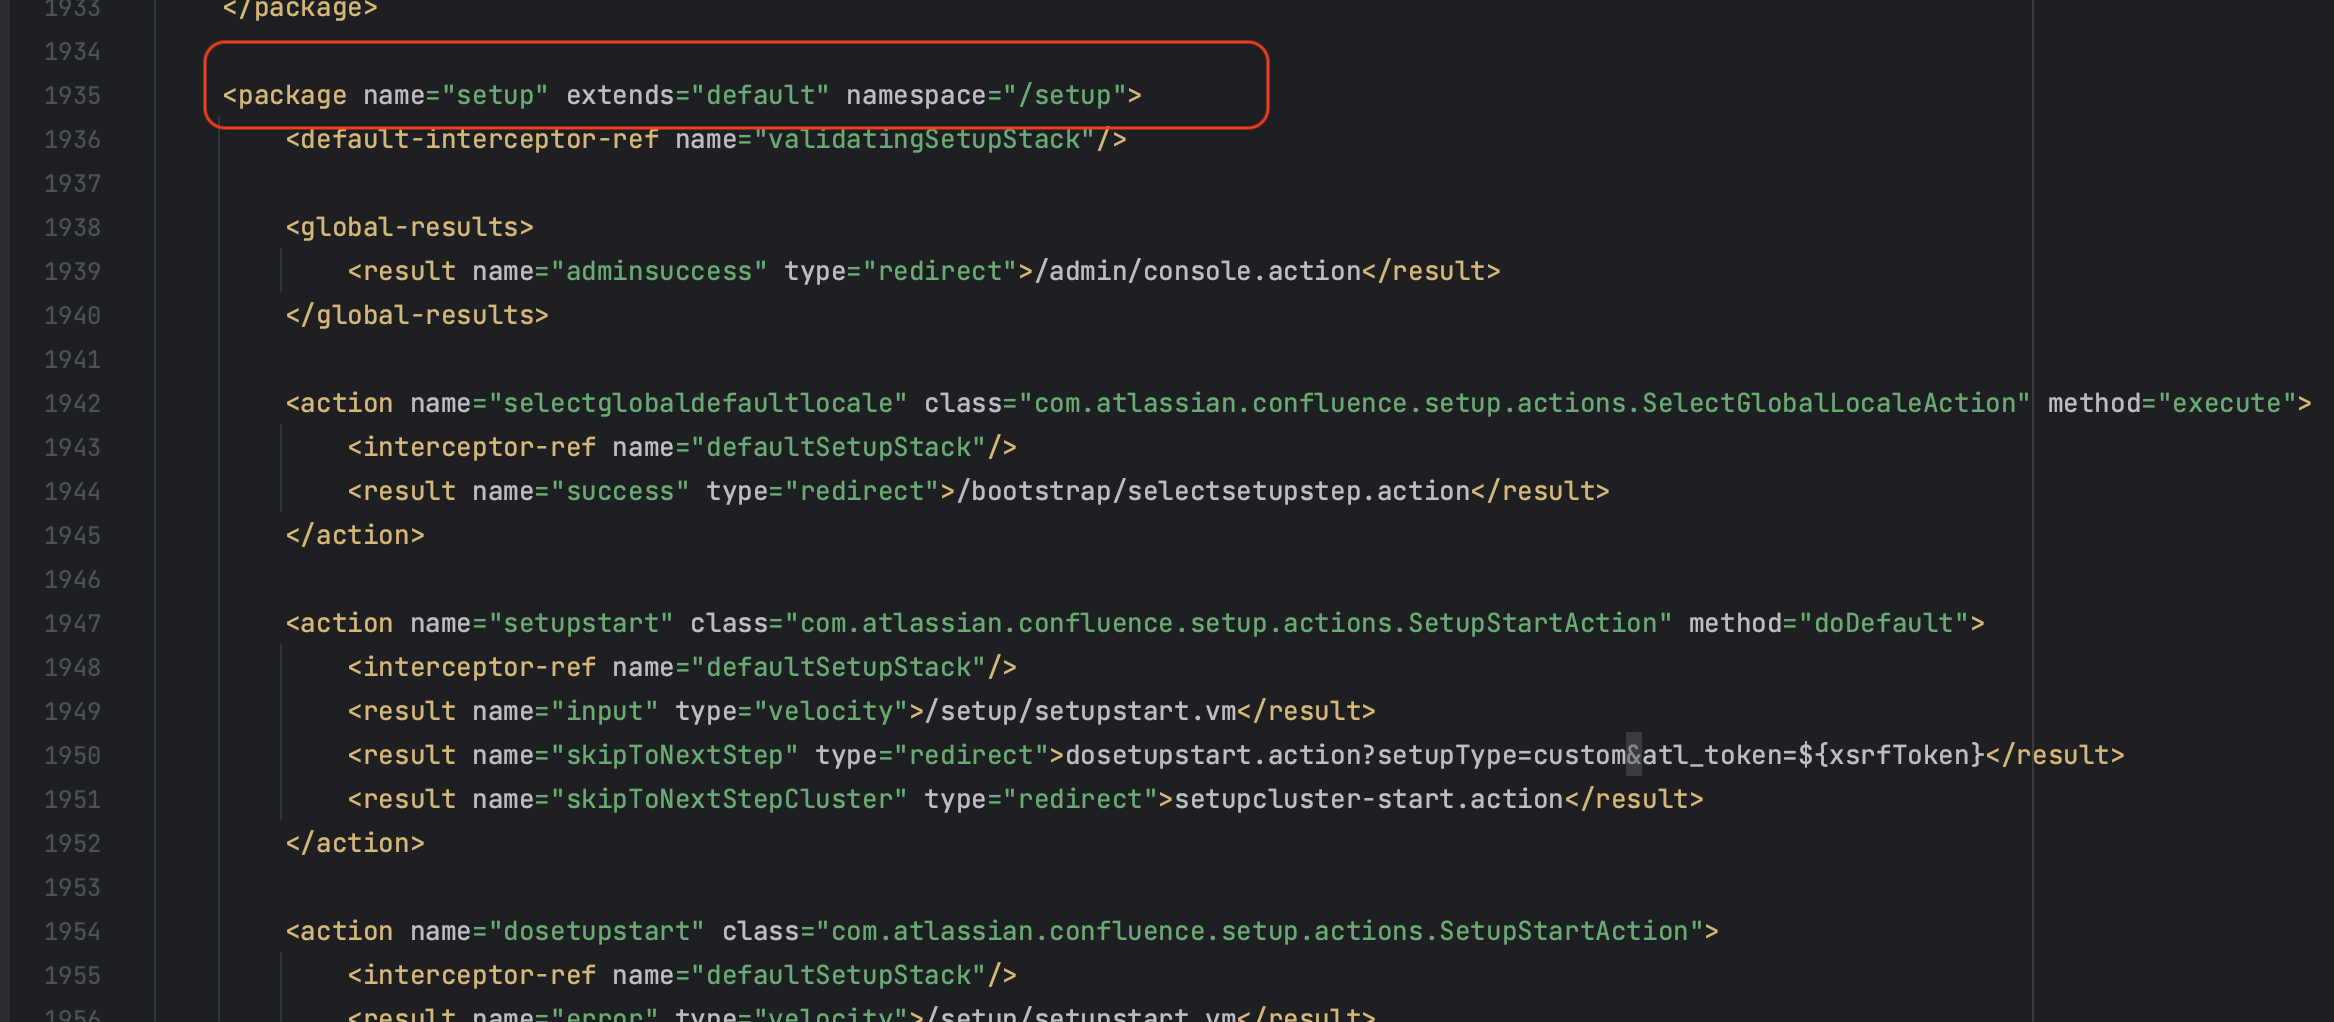 1933 </package>
1934
1935 <package name="setup" extends="default" namespace="/setup">
1936 <default-interceptor-ref name="validatingSetupStack"/>
1937
1938 <global-results>
1939 <result name="adminsuccess" type="redirect">/admin/console.action</result>
1940 </global-results>
1941
1942 <action name="selectglobaldefaultlocale" class="com.atlassian.confluence.setup.actions.SelectGlobalLocaleAction" method="execute">
1943 <interceptor-ref name="defaultSetupStack"/>
1944 <result name="success" type="redirect">/bootstrap/selectsetupstep.action</result>
1945 </action>
1946
1947 <action name="setupstart" class="com.atlassian.confluence.setup.actions.SetupStartAction" method="doDefault">
1948 <interceptor-ref name="defaultSetupStack"/>
1949 <result name="input" type="velocity">/setup/setupstart.vm</result>
1950 <result name="skipToNextStep" type="redirect">dosetupstart.action?setupType=custom&atl_token=${xsrfToken}</result>
1951 <result name="skipToNextStepCluster" type="redirect">setupcluster-start.action</result>
1952 </action>
1953
1954 <action name="dosetupstart" class="com.atlassian.confluence.setup.actions.SetupStartAction">
1955 <interceptor-ref name="defaultSetupStack"/>
1956 <result name="error" type="velocity">/setup/setupstart.vm</result>